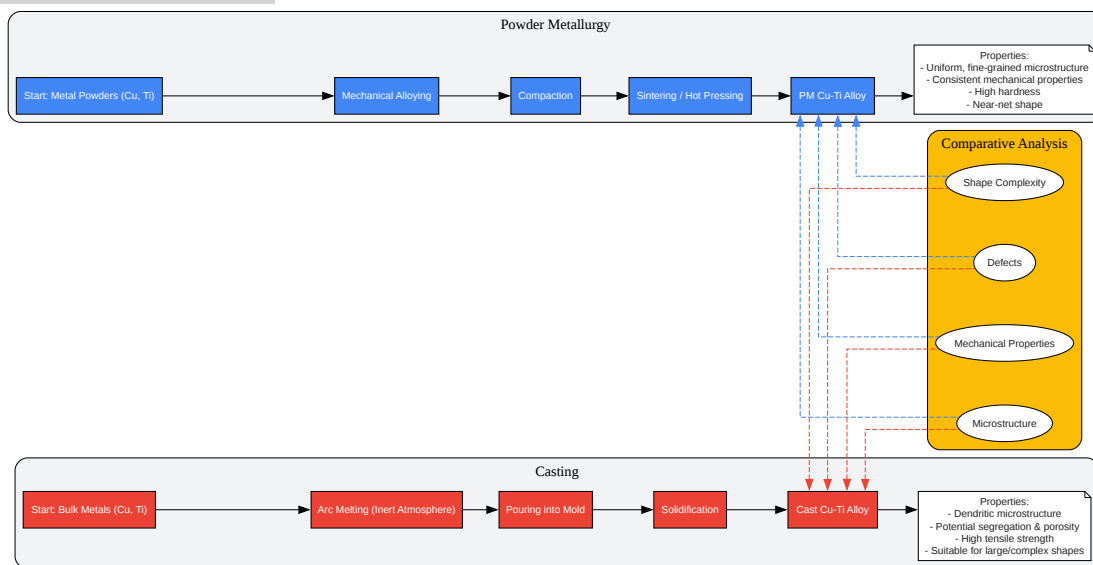 Powder Metallurgy
Start: Metal Powders (Cu, Ti)
Mechanical Alloying
Compaction
Sintering / Hot Pressing
PM Cu-Ti Alloy
Properties:
- Uniform, fine-grained microstructure
- Consistent mechanical properties
- High hardness
- Near-net shape
Comparative Analysis
Shape Complexity
Defects
Mechanical Properties
Microstructure
Casting
Start: Bulk Metals (Cu, Ti)
Arc Melting (Inert Atmosphere)
Pouring into Mold
Solidification
Cast Cu-Ti Alloy
Properties:
- Dendritic microstructure
- Potential segregation & porosity
- High tensile strength
- Suitable for large/complex shapes